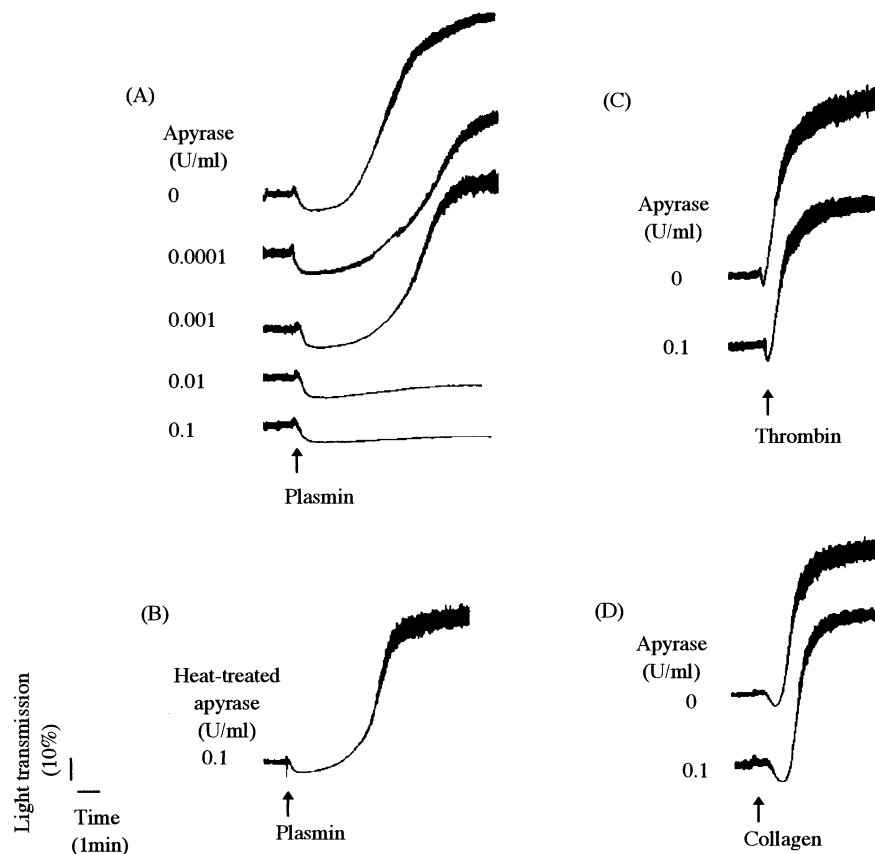 (A)
Apyrase
(U/ml)
0
0.0001
0.001
0.01
0.1
Plasmin
(C)
Apyrase
(U/ml)
0
0.1
Thrombin
(B)
Heat-treated
apyrase
(U/ml)
0.1
Plasmin
Light transmission
(10%)
Time
(1min)
(D)
Apyrase
(U/ml)
0
0.1
Collagen